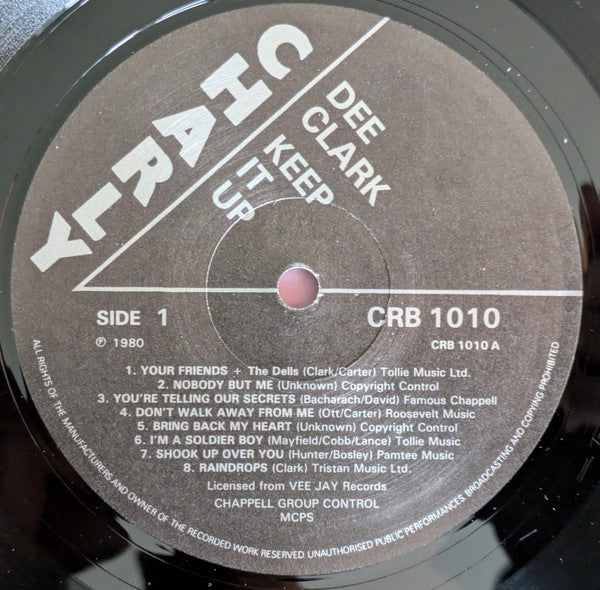 CHARLY
DEE
CLARK
KEEP
IT
UP
SIDE 1
CRB 1010
℗ 1980
CRB 1010 A
1. YOUR FRIENDS + The Dells (Clark/Carter) Tollie Music Ltd.
2. NOBODY BUT ME (Unknown) Copyright Control
3. YOU'RE TELLING OUR SECRETS (Bacharach/David) Famous Chappell
4. DON'T WALK AWAY FROM ME (Ott/Carter) Roosevelt Music
5. BRING BACK MY HEART (Unknown) Copyright Control
6. I'M A SOLDIER BOY (Mayfield/Cobb/Lance) Tollie Music
7. SHOOK UP OVER YOU (Hunter/Bosley) Pamtee Music
8. RAINDROPS (Clark) Tristan Music Ltd.
Licensed from VEE JAY Records
CHAPPELL GROUP CONTROL
MCPS
ALL RIGHTS OF THE MANUFACTURERS AND OWNER OF THE RECORDED WORK RESERVED. UNAUTHORISED PUBLIC PERFORMANCES, BROADCASTING AND COPYING PROHIBITED